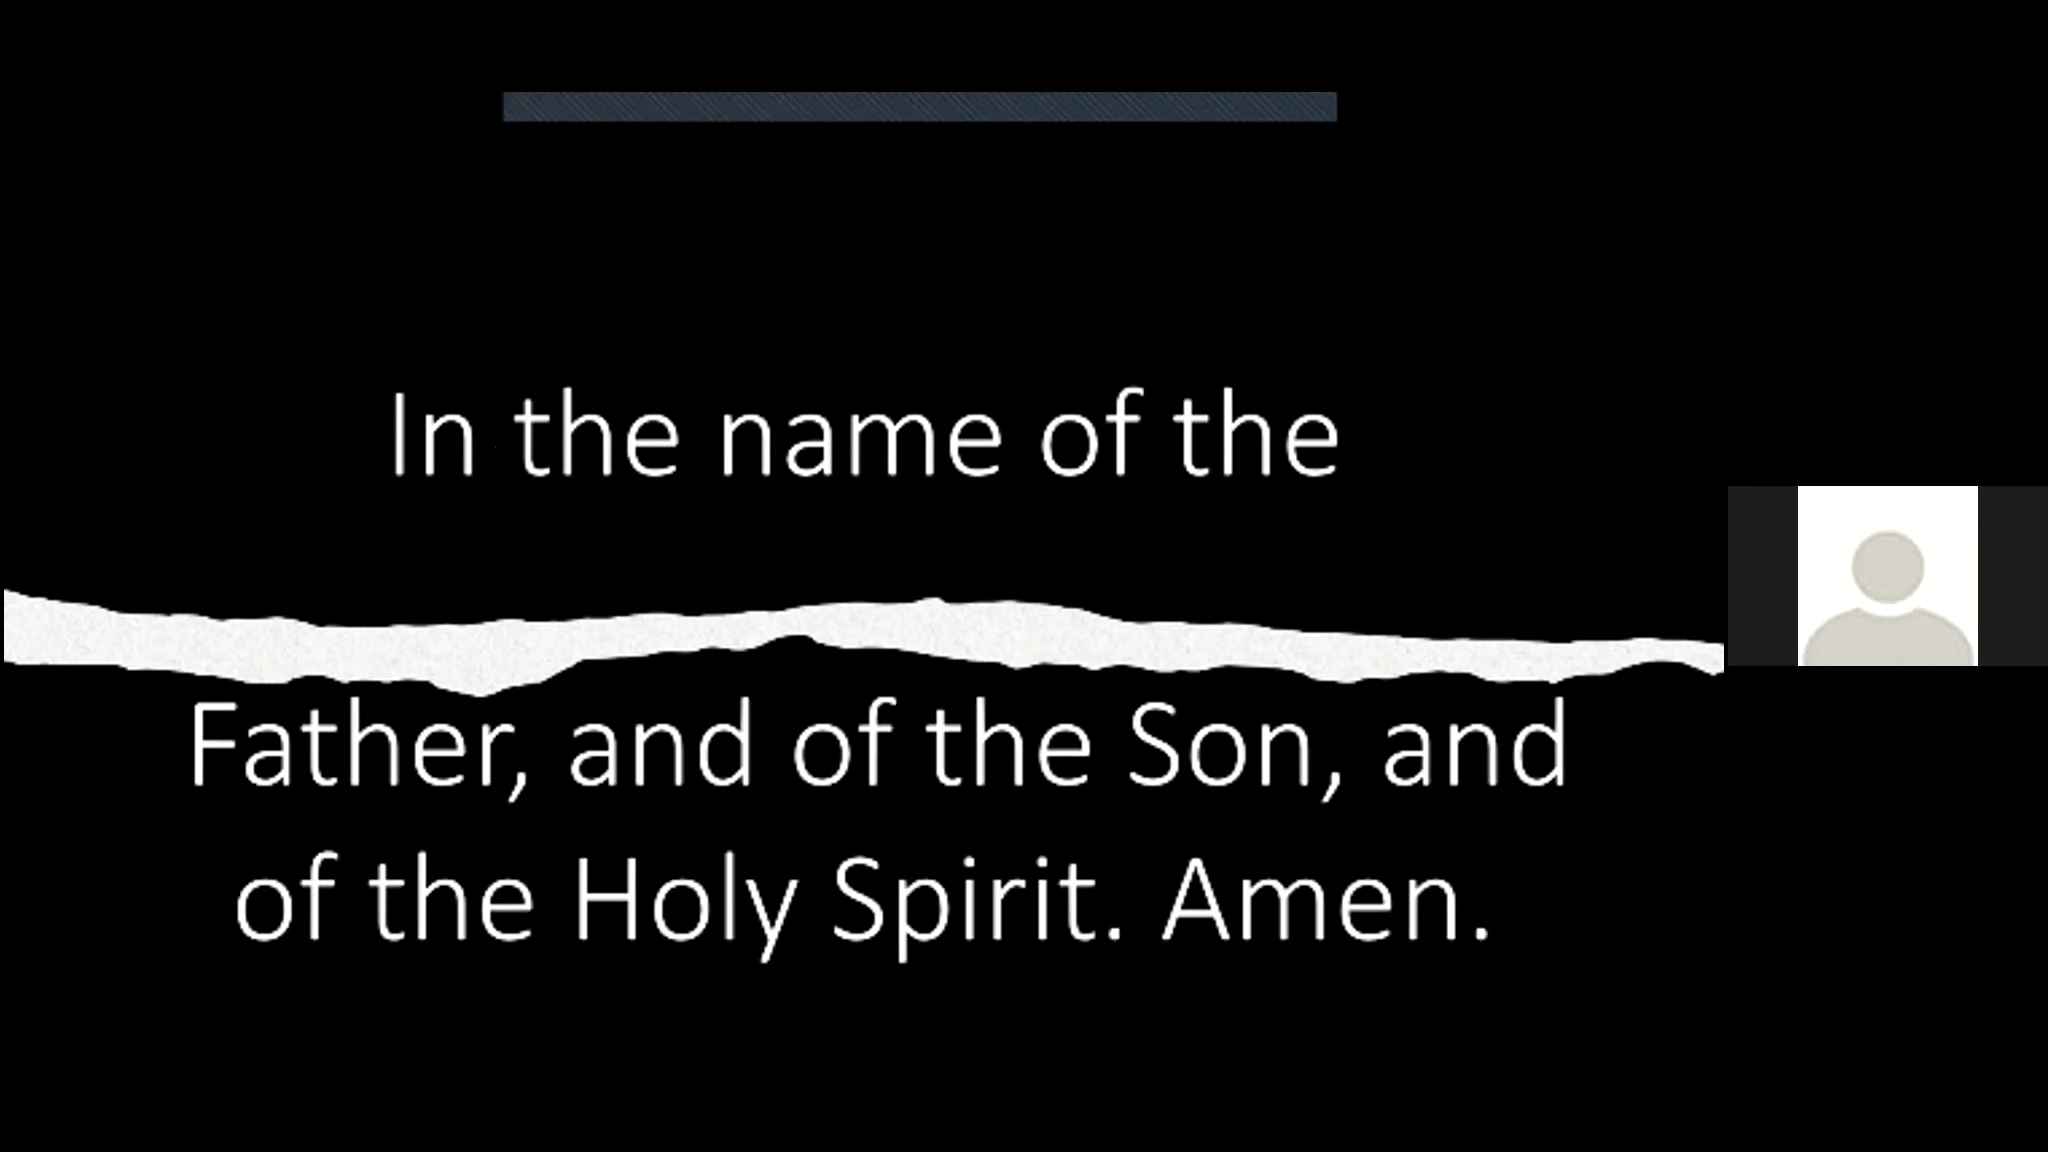 In the name of the
Father, and of the Son, and
of the Holy Spirit. Amen.